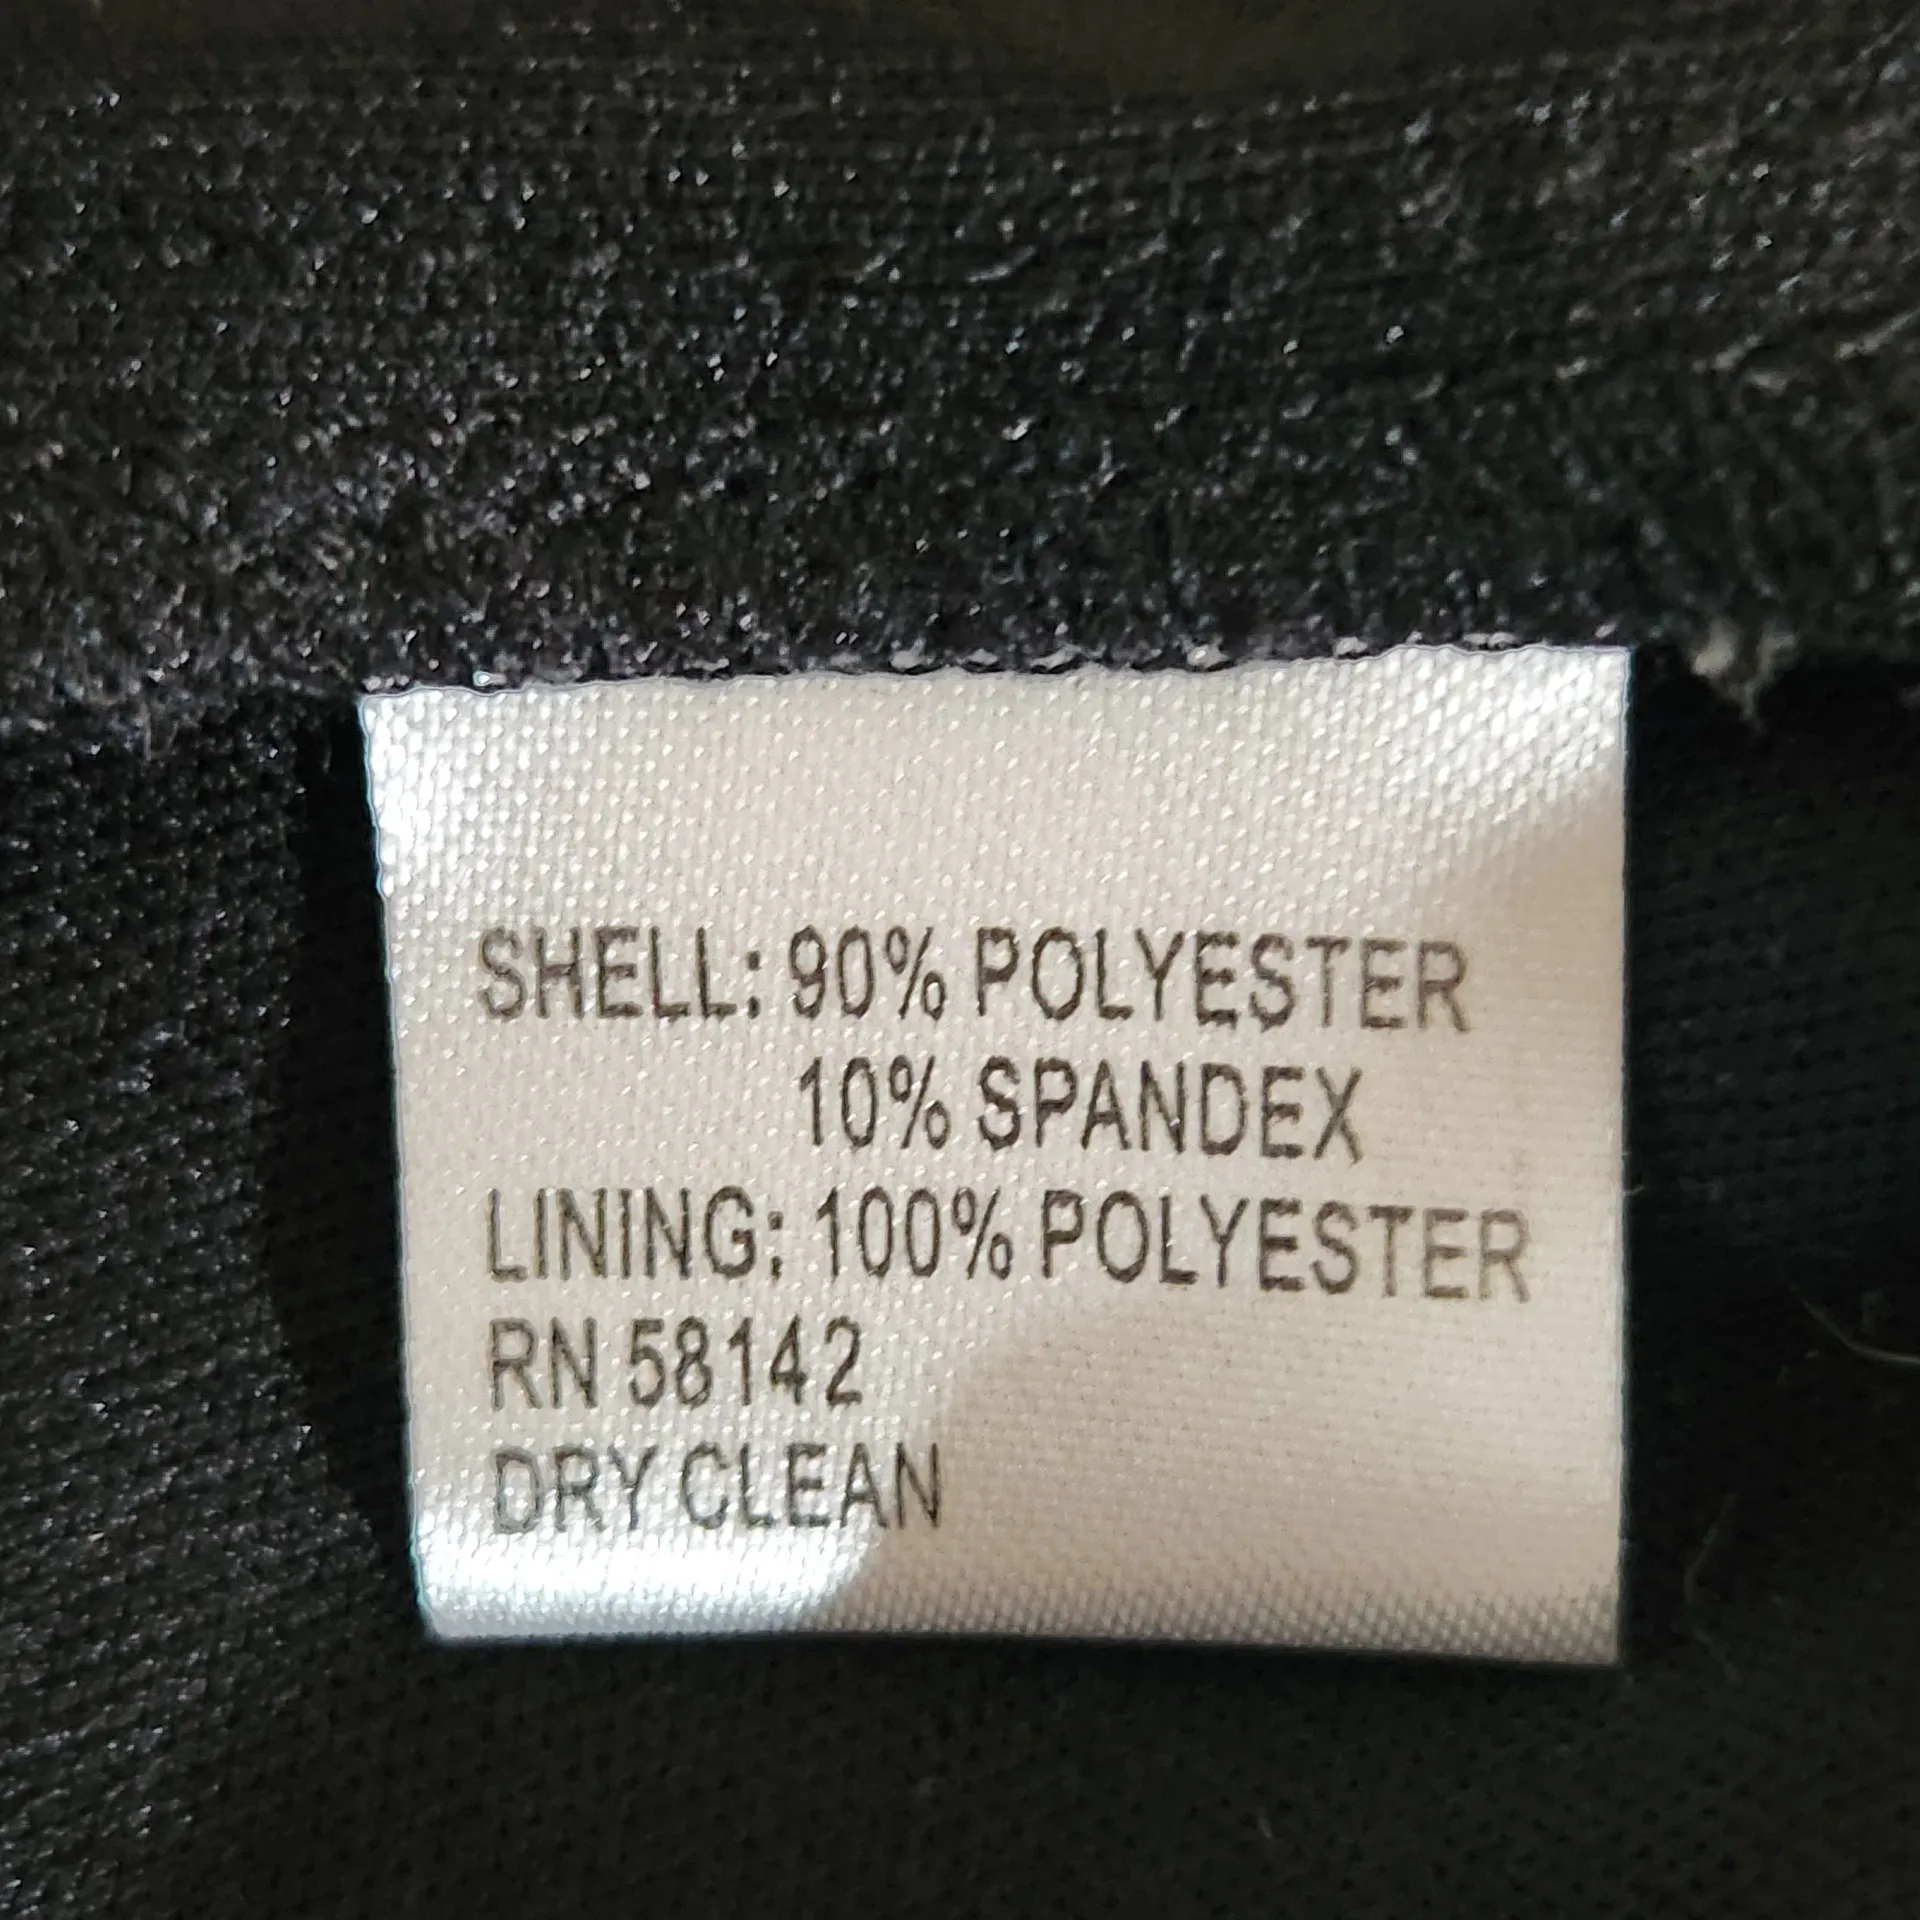 SHELL: 90% POLYESTER
10% SPANDEX
LINING: 100% POLYESTER
RN 58142
DRY CLEAN